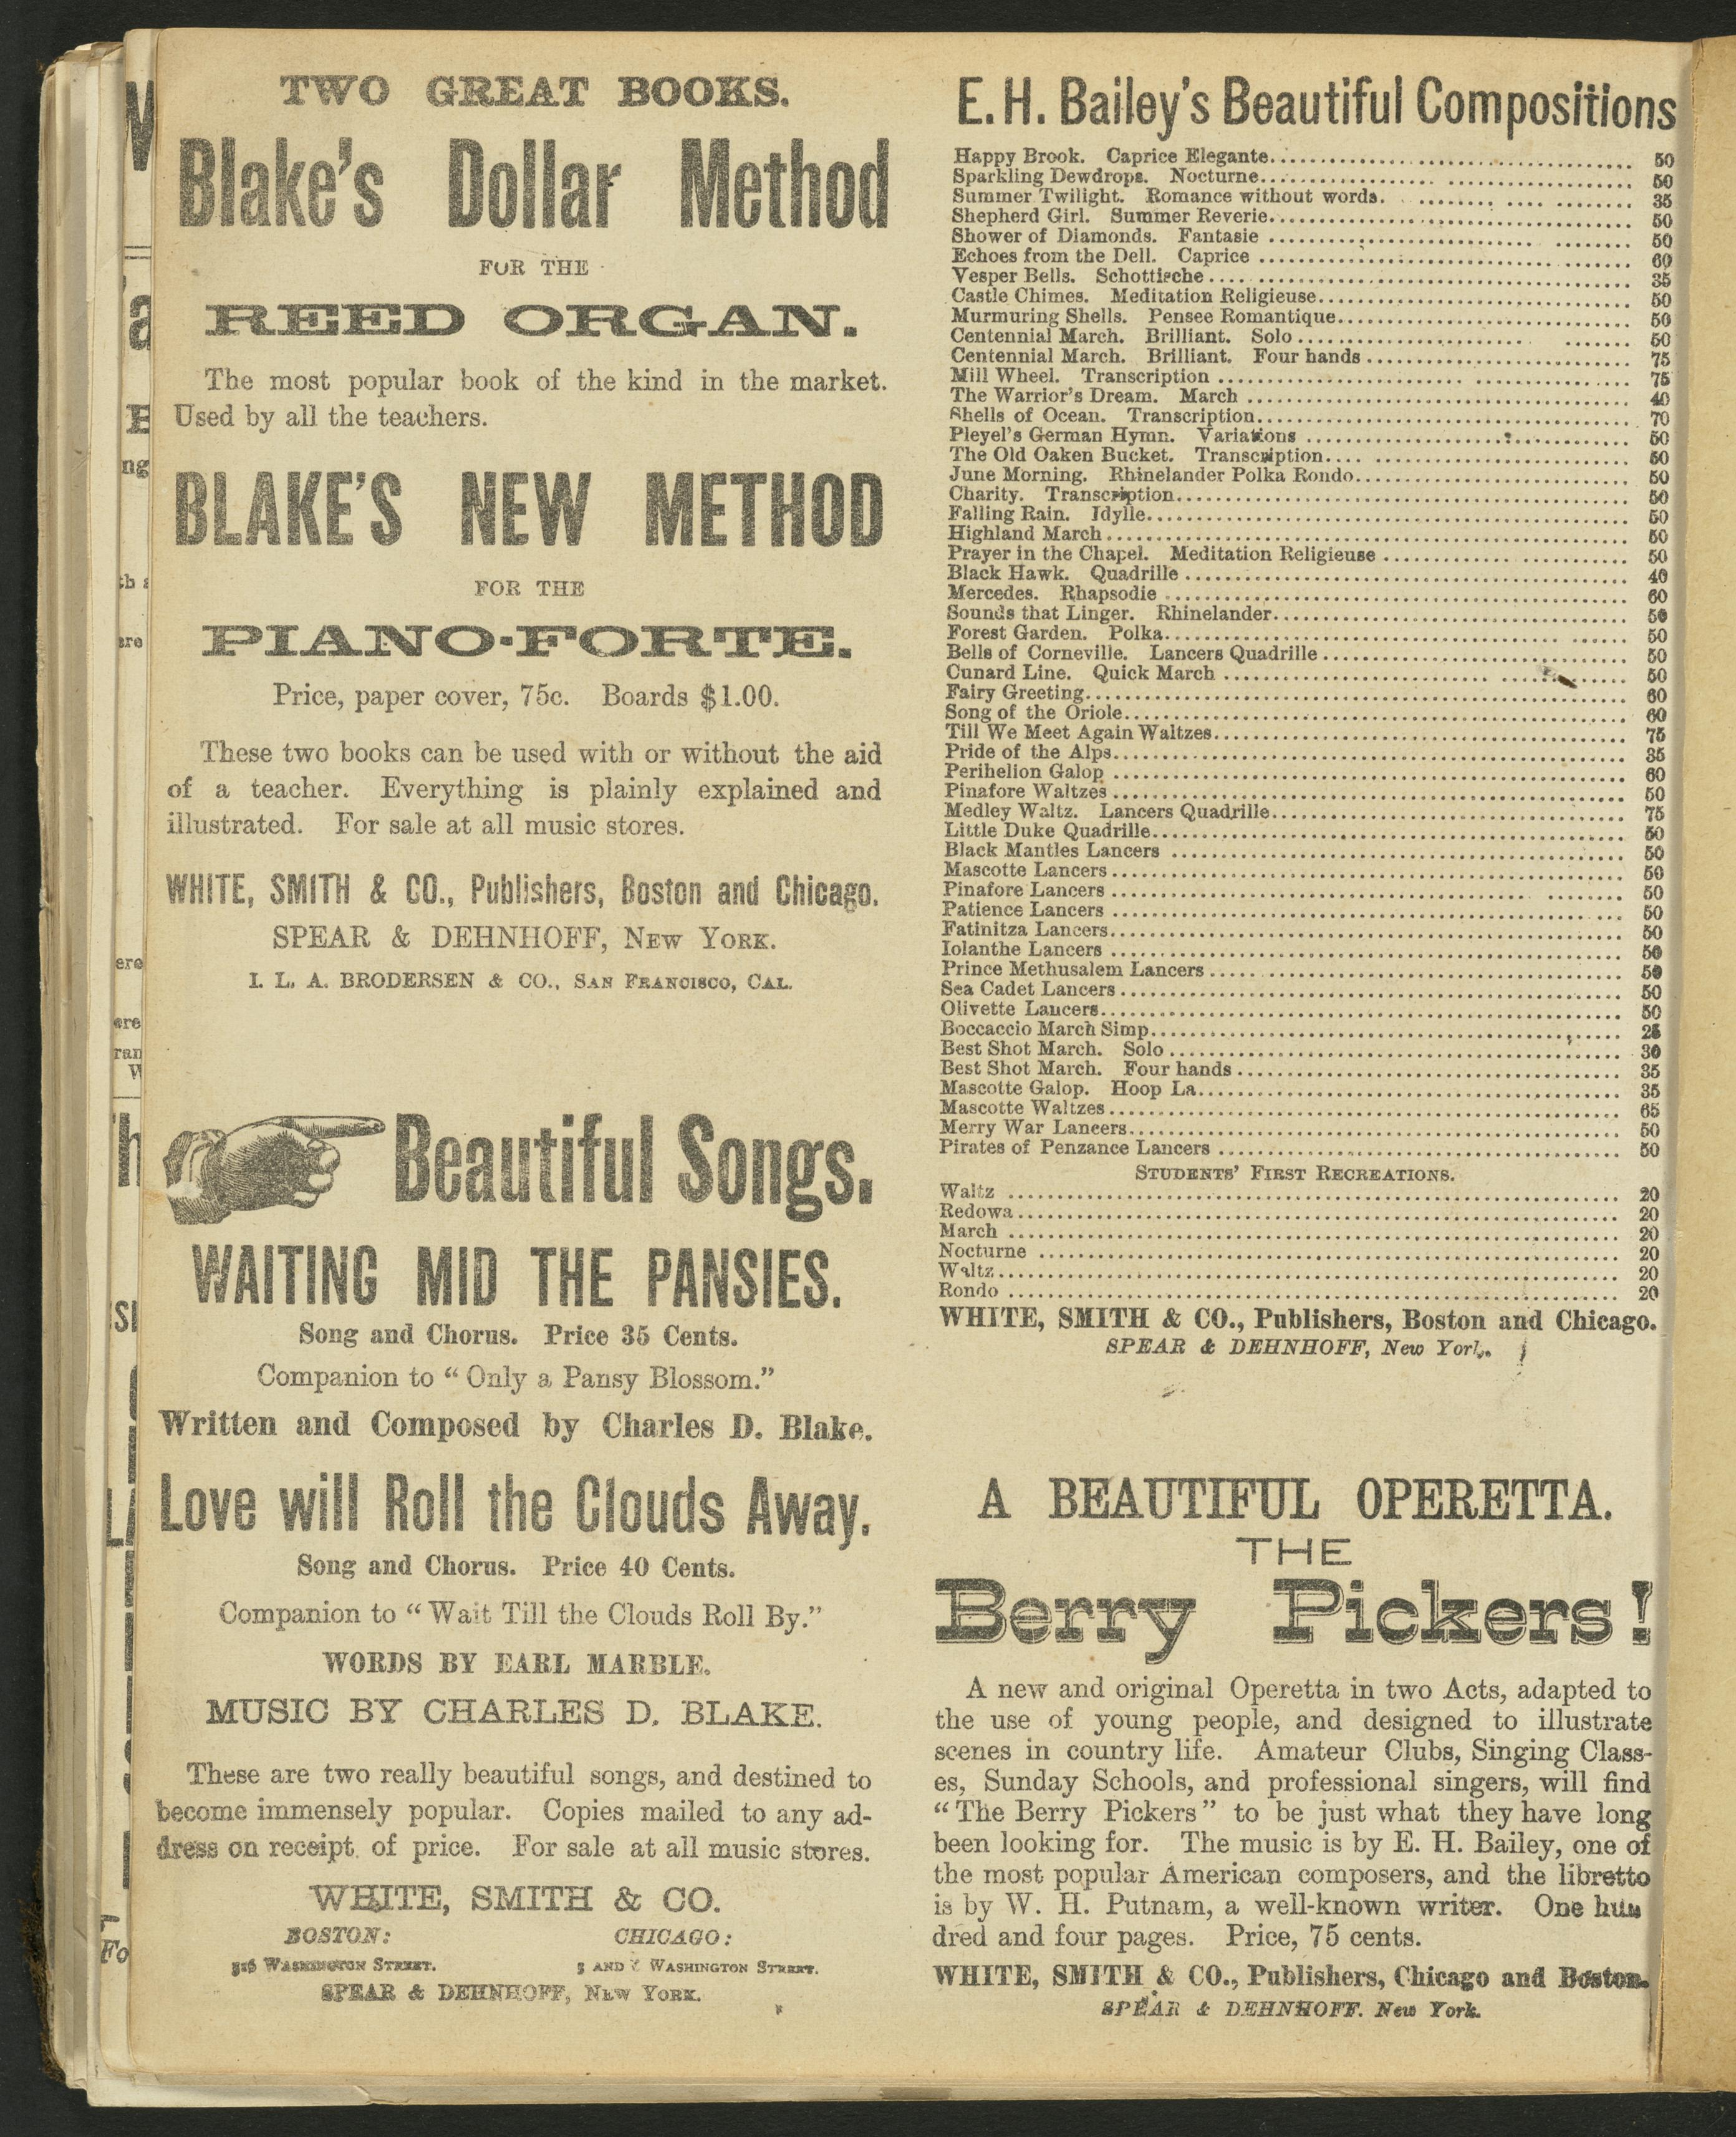 TWO GREAT BOOKS.
Blake's Dollar Method
FOR THE
REED ORGAN.
The most popular book of the kind in the market.
Used by all the teachers.
BLAKE'S NEW METHOD
FOR THE
PIANO-FORTE.
Price, paper cover, 75c. Boards $1.00.
These two books can be used with or without the aid
of a teacher. Everything is plainly explained and
illustrated. For sale at all music stores.
WHITE, SMITH & CO., Publishers, Boston and Chicago.
SPEAR & DEHNHOFF, NEW YORK.
I. L. A. BRODERSEN & CO., SAN FRANCISCO, CAL.
Beautiful Songs.
WAITING MID THE PANSIES.
Song and Chorus. Price 35 Cents.
Companion to "Only a Pansy Blossom."
Written and Composed by Charles D. Blake.
Love will Roll the Clouds Away.
Song and Chorus. Price 40 Cents.
Companion to "Wait Till the Clouds Roll By."
WORDS BY EARL MARBLE.
MUSIC BY CHARLES D. BLAKE.
These are two really beautiful songs, and destined to
become immensely popular. Copies mailed to any ad-
dress on receipt of price. For sale at all music stores.
WHITE, SMITH & CO.
BOSTON: CHICAGO:
516 WASHINGTON STREET. 5 AND WASHINGTON STREET.
SPEAR & DEHNHOFF, NEW YORK.
E. H. Bailey's Beautiful Compositions
Happy Brook. Caprice Elegante. 50
Sparkling Dewdrops. Nocturne. 50
Summer Twilight. Romance without words. 35
Shepherd Girl. Summer Reverie. 50
Shower of Diamonds. Fantasie 50
Echoes from the Dell. Caprice 60
Vesper Bells. Schottische 35
Castle Chimes. Meditation Religieuse. 50
Murmuring Shells. Pensee Romantique. 50
Centennial March. Brilliant. Solo 50
Centennial March. Brilliant. Four hands 75
Mill Wheel. Transcription 75
The Warrior's Dream. March 40
Shells of Ocean. Transcription. 70
Pleyel's German Hymn. Variations 50
The Old Oaken Bucket. Transcription. 50
June Morning. Rhinelander Polka Rondo. 50
Charity. Transcription. 50
Falling Rain. Idylle. 50
Highland March 50
Prayer in the Chapel. Meditation Religieuse 50
Black Hawk. Quadrille 40
Mercedes. Rhapsodie 60
Sounds that Linger. Rhinelander. 50
Forest Garden. Polka. 50
Bells of Corneville. Lancers Quadrille 50
Cunard Line. Quick March 50
Fairy Greeting. 60
Song of the Oriole. 60
Till We Meet Again Waltzes. 75
Pride of the Alps. 35
Perihelion Galop 60
Pinafore Waltzes 50
Medley Waltz. Lancers Quadrille. 75
Little Duke Quadrille. 50
Black Mantles Lancers 50
Mascotte Lancers 50
Pinafore Lancers 50
Patience Lancers 50
Fatinitza Lancers. 50
Iolanthe Lancers 50
Prince Methusalem Lancers 50
Sea Cadet Lancers 50
Olivette Lancers. 50
Boccaccio March Simp. 25
Best Shot March. Solo 30
Best Shot March. Four hands 35
Mascotte Galop. Hoop La. 35
Mascotte Waltzes 65
Merry War Lancers. 50
Pirates of Penzance Lancers 50
STUDENTS' FIRST RECREATIONS.
Waltz 20
Redowa 20
March 20
Nocturne 20
Waltz 20
Rondo 20
WHITE, SMITH & CO., Publishers, Boston and Chicago.
SPEAR & DEHNHOFF, New York.
A BEAUTIFUL OPERETTA.
THE
Berry Pickers!
A new and original Operetta in two Acts, adapted to
the use of young people, and designed to illustrate
scenes in country life. Amateur Clubs, Singing Class-
es, Sunday Schools, and professional singers, will find
"The Berry Pickers" to be just what they have long
been looking for. The music is by E. H. Bailey, one of
the most popular American composers, and the libretto
is by W. H. Putnam, a well-known writer. One hun
dred and four pages. Price, 75 cents.
WHITE, SMITH & CO., Publishers, Chicago and Boston.
SPEAR & DEHNHOFF. New York.